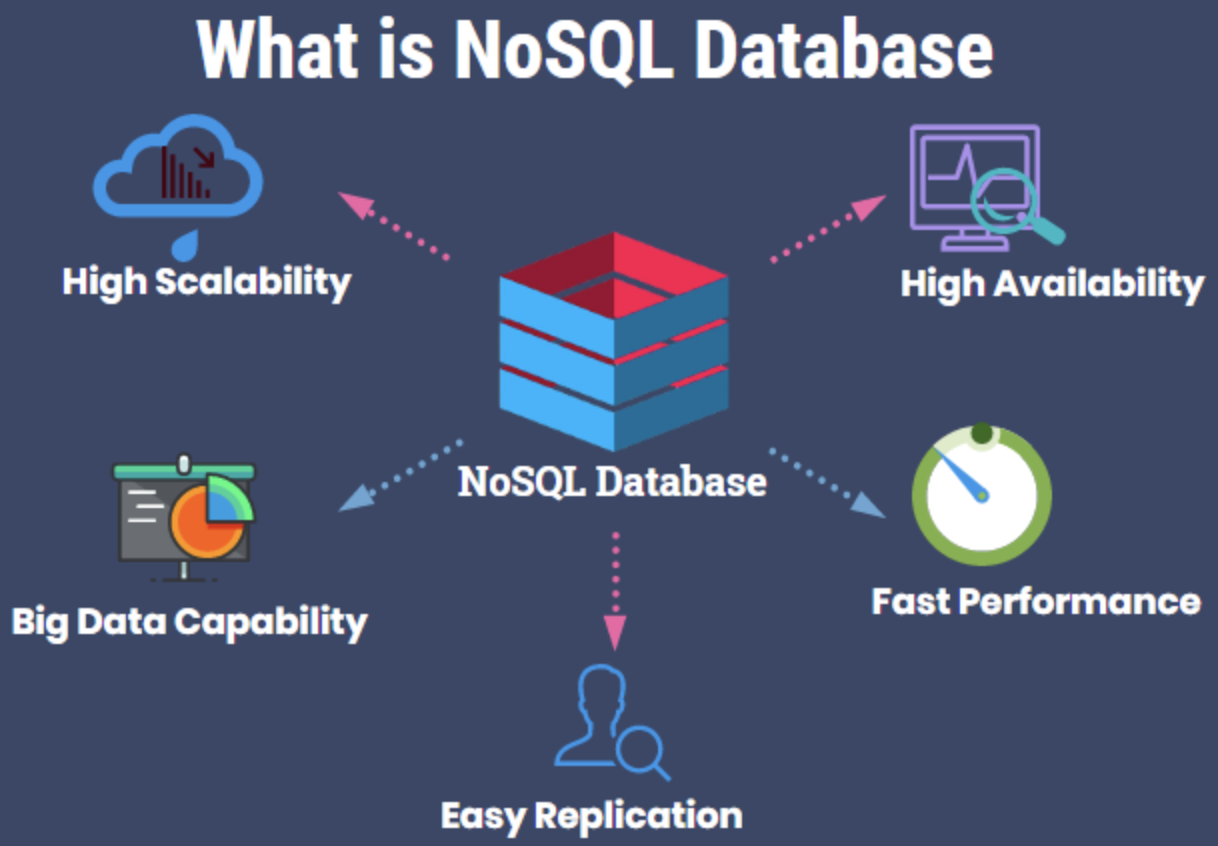 What is NoSQL Database
High Scalability
High Availability
NoSQL Database
Big Data Capability
Fast Performance
Easy Replication